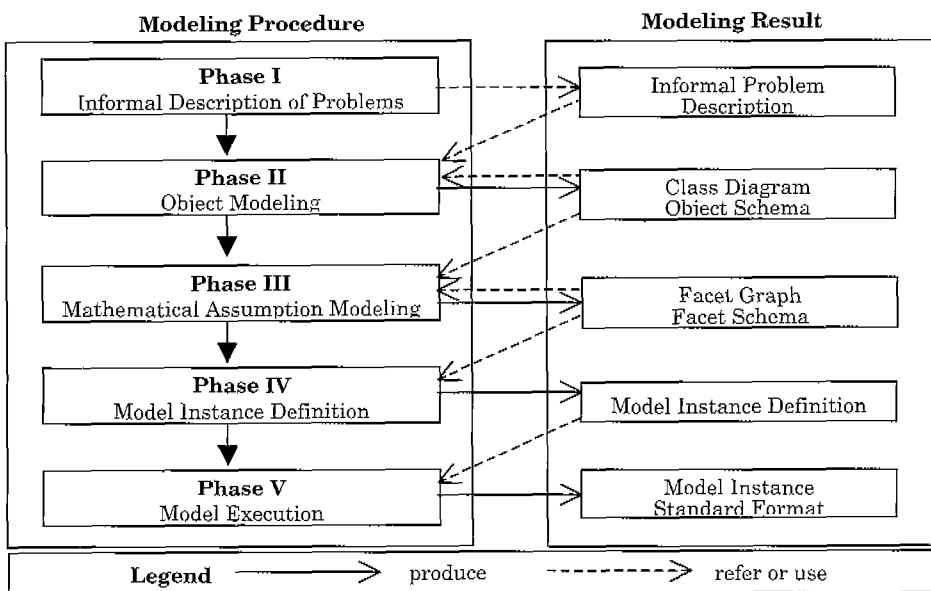 Modeling Procedure
Modeling Result
Phase I
Informal Description of Problems
Informal Problem
Description
Phase II
Object Modeling
Class Diagram
Object Schema
Phase III
Mathematical Assumption Modeling
Facet Graph
Facet Schema
Phase IV
Model Instance Definition
Model Instance Definition
Phase V
Model Execution
Model Instance
Standard Format
Legend produce refer or use